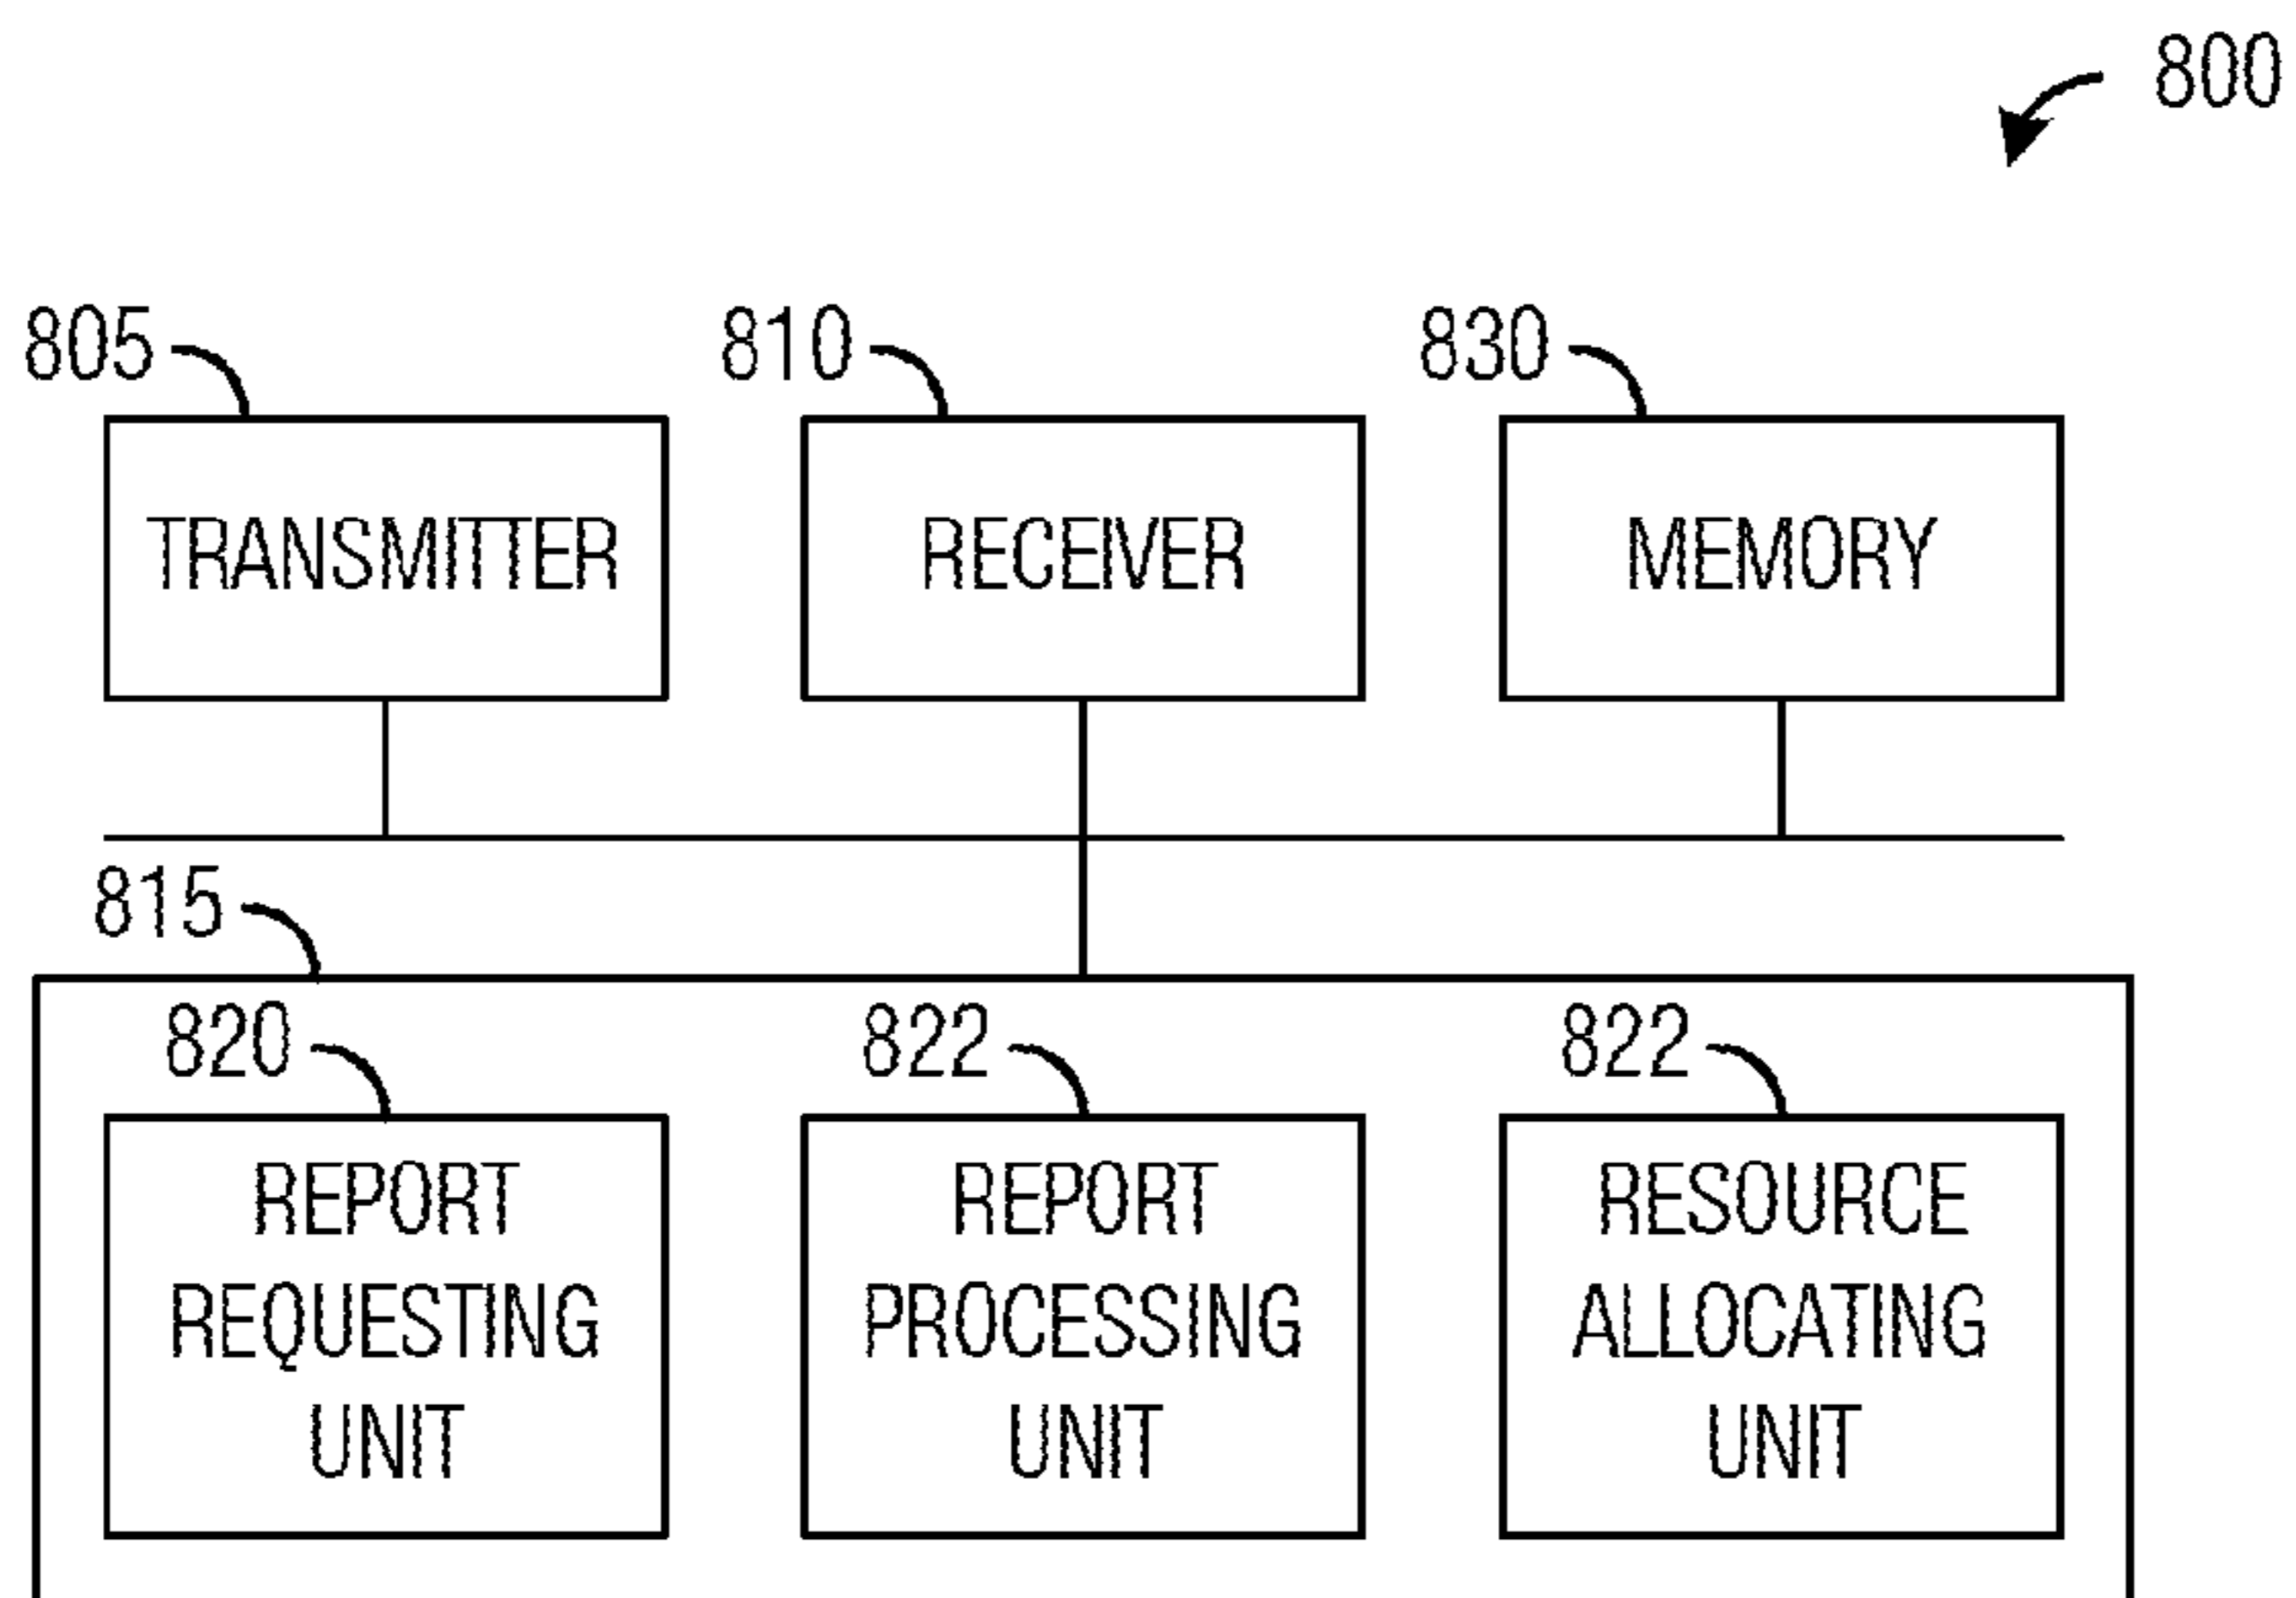 800
805
810
830
TRANSMITTER
RECEIVER
MEMORY
815
820
822
822
REPORT
REQUESTING
UNIT
REPORT
PROCESSING
UNIT
RESOURCE
ALLOCATING
UNIT